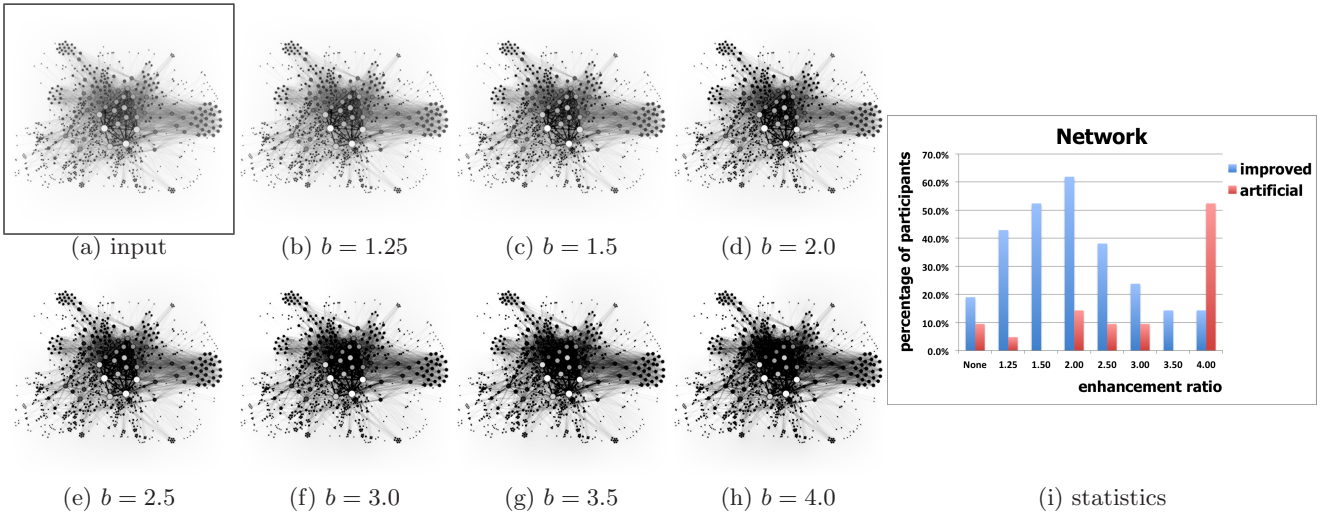 (a) input
(b) b = 1.25
(c) b = 1.5
(d) b = 2.0
(e) b = 2.5
(f) b = 3.0
(g) b = 3.5
(h) b = 4.0
Network
percentage of participants
70.0%
60.0%
50.0%
40.0%
30.0%
20.0%
10.0%
0.0%
None 1.25 1.50 2.00 2.50 3.00 3.50 4.00
enhancement ratio
improved
artificial
(i) statistics